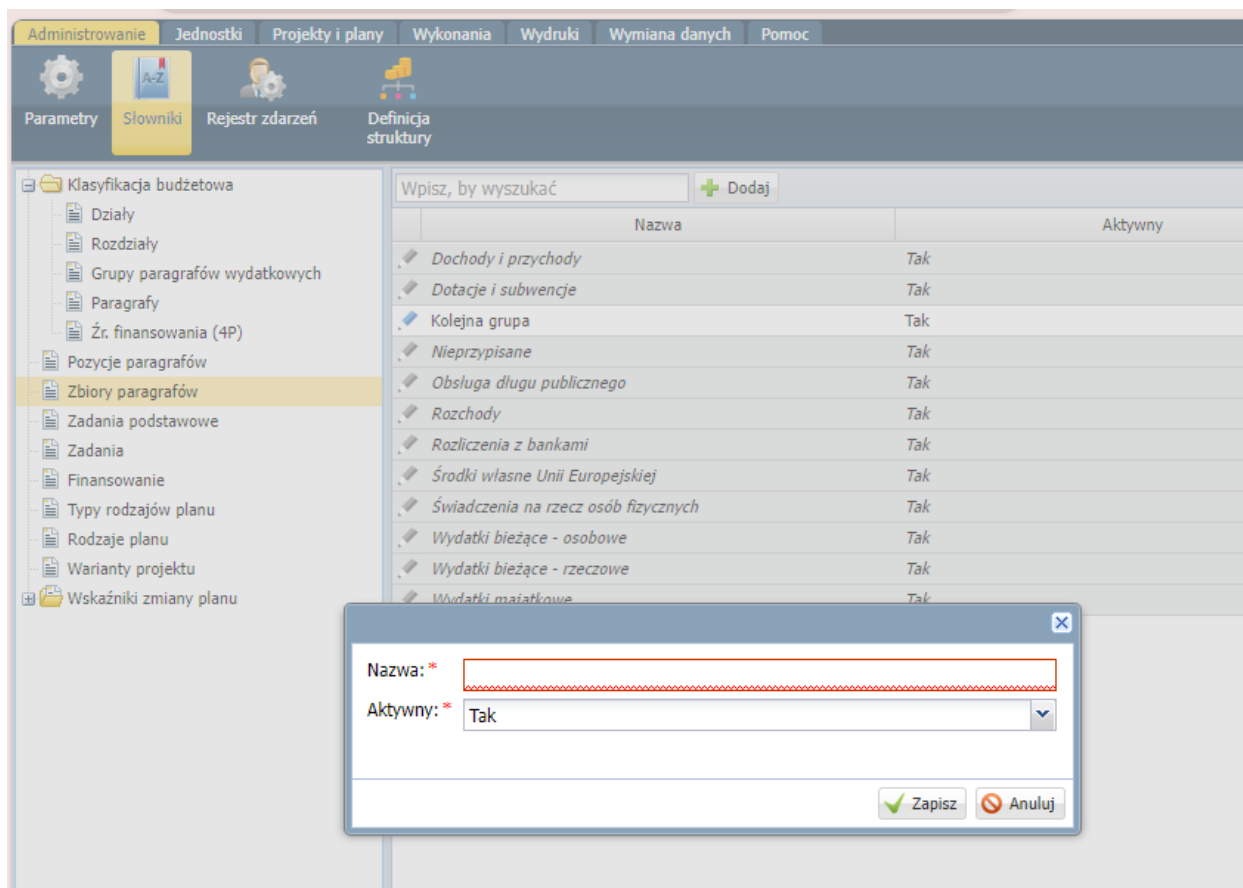 Administrowanie Jednostki Projekty i plany Wykonania Wydruki Wymiana danych Pomoc
A-Z
Parametry Słowniki Rejestr zdarzeń Definicja
struktury
Klasyfikacja budżetowa
Działy
Rozdziały
Grupy paragrafów wydatkowych
Paragrafy
Źr. finansowania (4P)
Pozycje paragrafów
Zbiory paragrafów
Zadania podstawowe
Zadania
Finansowanie
Typy rodzajów planu
Rodzaje planu
Warianty projektu
Wskaźniki zmiany planu
Wpisz, by wyszukać Dodaj
Nazwa Aktywny
Dochody i przychody Tak
Dotacje i subwencje Tak
Kolejna grupa Tak
Nieprzypisane Tak
Obsługa długu publicznego Tak
Rozchody Tak
Rozliczenia z bankami Tak
Środki własne Unii Europejskiej Tak
Świadczenia na rzecz osób fizycznych Tak
Wydatki bieżące - osobowe Tak
Wydatki bieżące - rzeczowe Tak
Wydatki majątkowe Tak
Nazwa: *
Aktywny: * Tak
Zapisz Anuluj